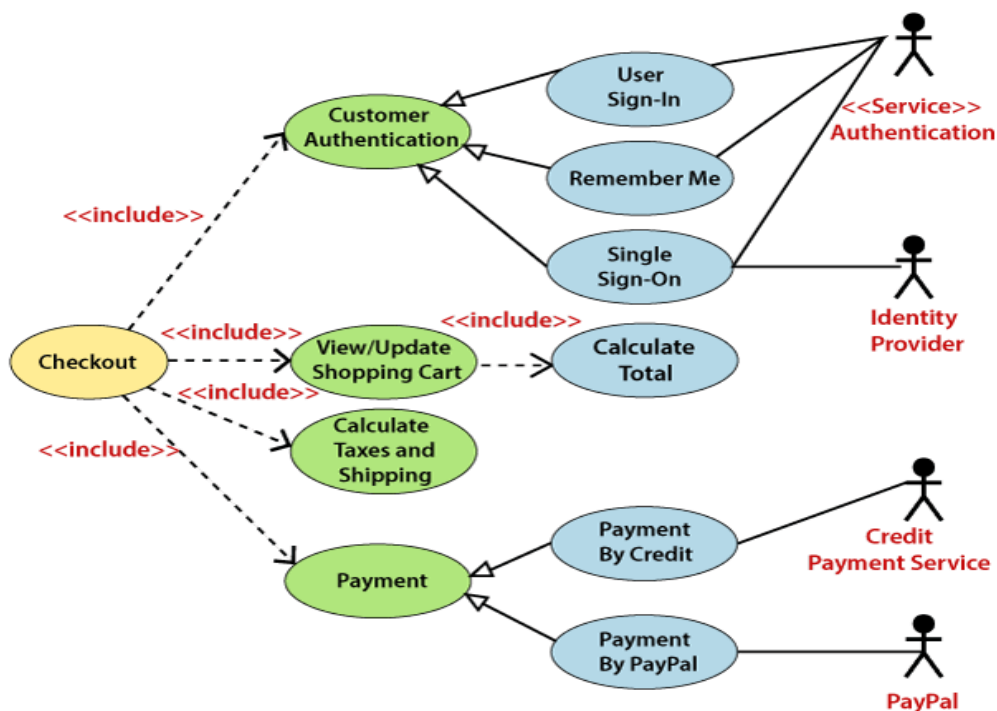 User
Sign-In
<<Service>>
Authentication
Customer
Authentication
Remember Me
<<include>>
Single
Sign-On
Identity
Provider
<<include>>
<<include>>
Checkout
View/Update
Shopping Cart
Calculate
Total
<<include>>
Calculate
Taxes and
Shipping
<<include>>
Payment
By Credit
Credit
Payment Service
Payment
Payment
By PayPal
PayPal